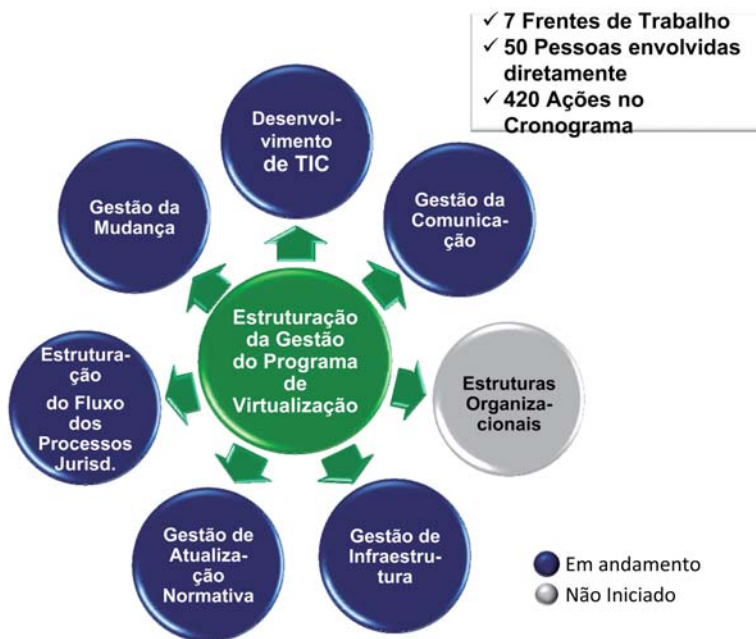 ✓ 7 Frentes de Trabalho
✓ 50 Pessoas envolvidas
diretamente
✓ 420 Ações no
Cronograma
Desenvol-
vimento
de TIC
Gestão da
Mudança
Gestão da
Comunica-
ção
Estruturação
da Gestão
do Programa
de
Virtualização
Estrutura-
ção
do Fluxo
dos
Processos
Jurisd.
Estruturas
Organiza-
cionais
Gestão de
Atualiza-
ção
Normativa
Gestão de
Infraestru-
tura
Em andamento
Não Iniciado